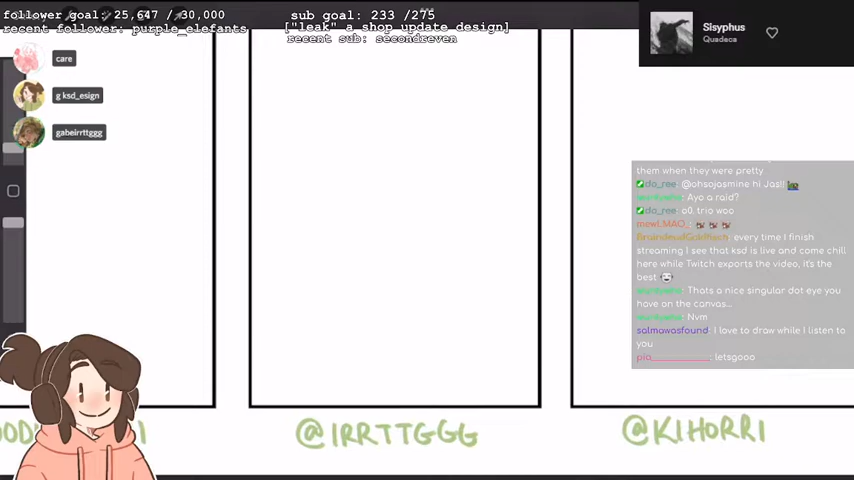 follower goal: 25,647 / 30,000
recent follower: purple_elefants
sub goal: 233 /275
["leak" a shop update design]
recent sub: secondreven
Sisyphus
Quadeca
care
g ksd_esign
gabeirrttggg
them when they were pretty
do_ree: @ohsojasmine hi Jas!!
: Ayo a raid?
do_ree: o0. trio woo
mewLMAO_:
: every time I finish
streaming I see that ksd is live and come chill
here while Twitch exports the video, it's the
best
: Thats a nice singular dot eye you
have on the canvas...
: Nvm
salmawasfound: I love to draw while I listen to
you
: letsgooo
@IRRTTGGG
@KIHORRI